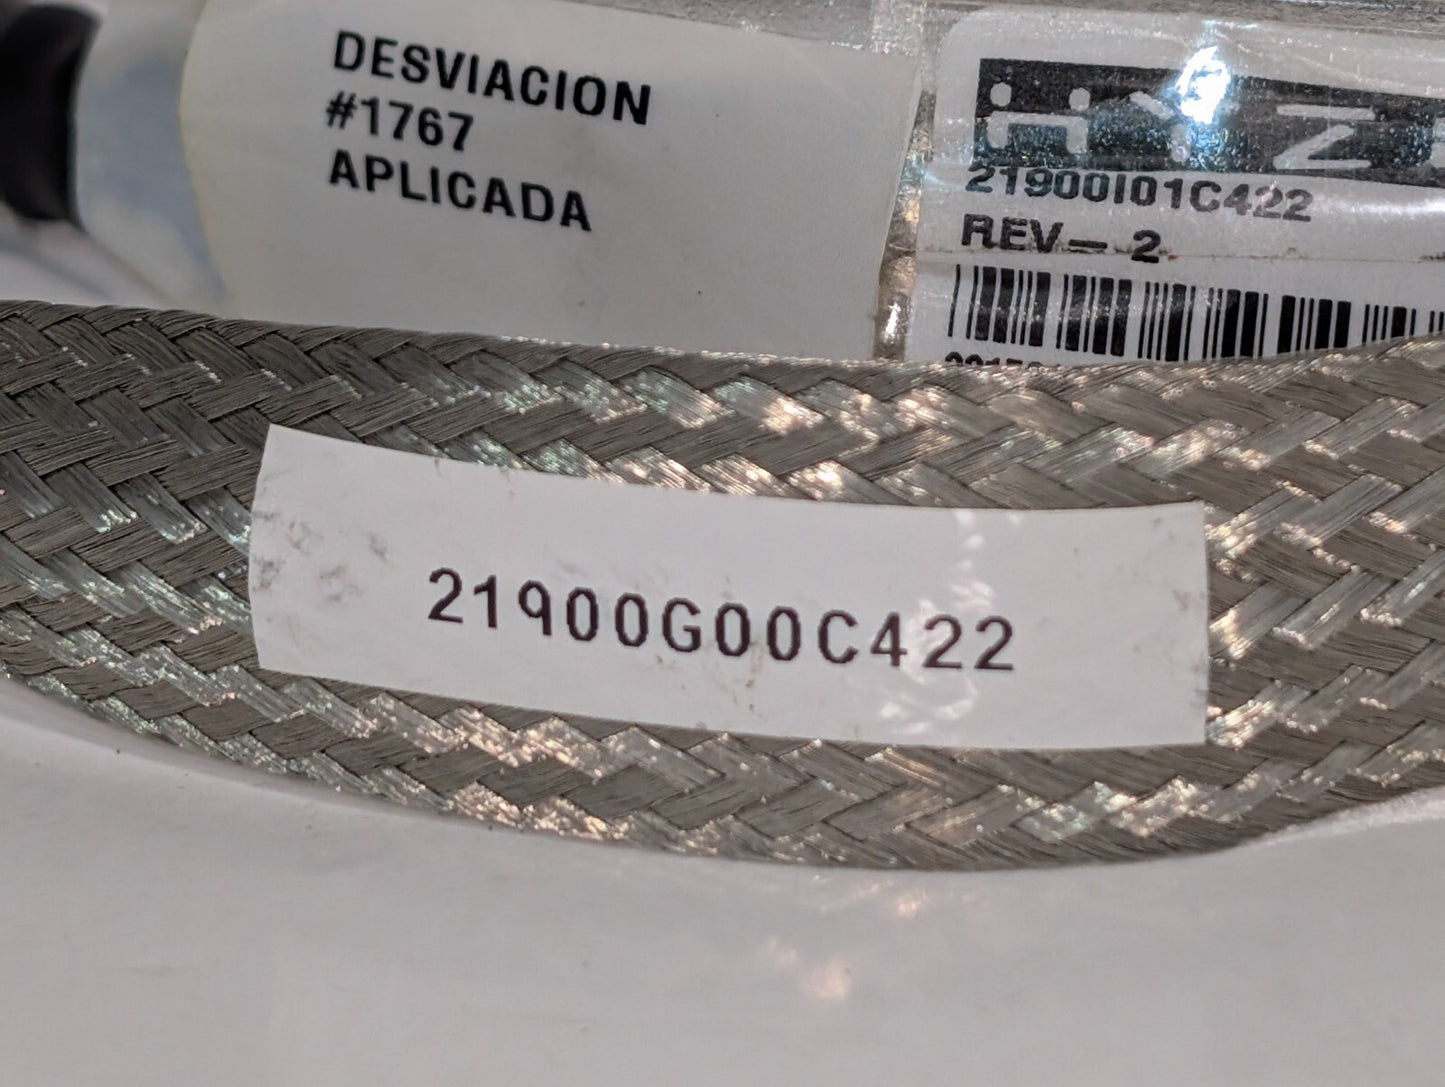 DESVIACION
#1767
APLICADA
21900I01C422
REV- 2
21900G00C422